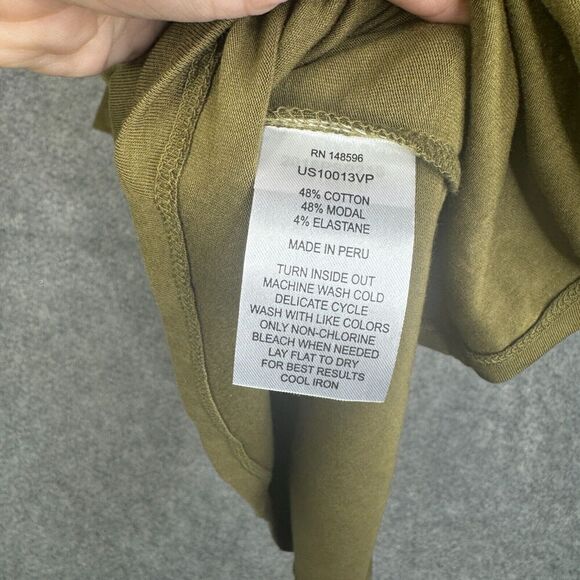 RN 148596
US10013VP
48% COTTON
48% MODAL
4% ELASTANE
MADE IN PERU
TURN INSIDE OUT
MACHINE WASH COLD
DELICATE CYCLE
WASH WITH LIKE COLORS
ONLY NON-CHLORINE
BLEACH WHEN NEEDED
LAY FLAT TO DRY
FOR BEST RESULTS
COOL IRON